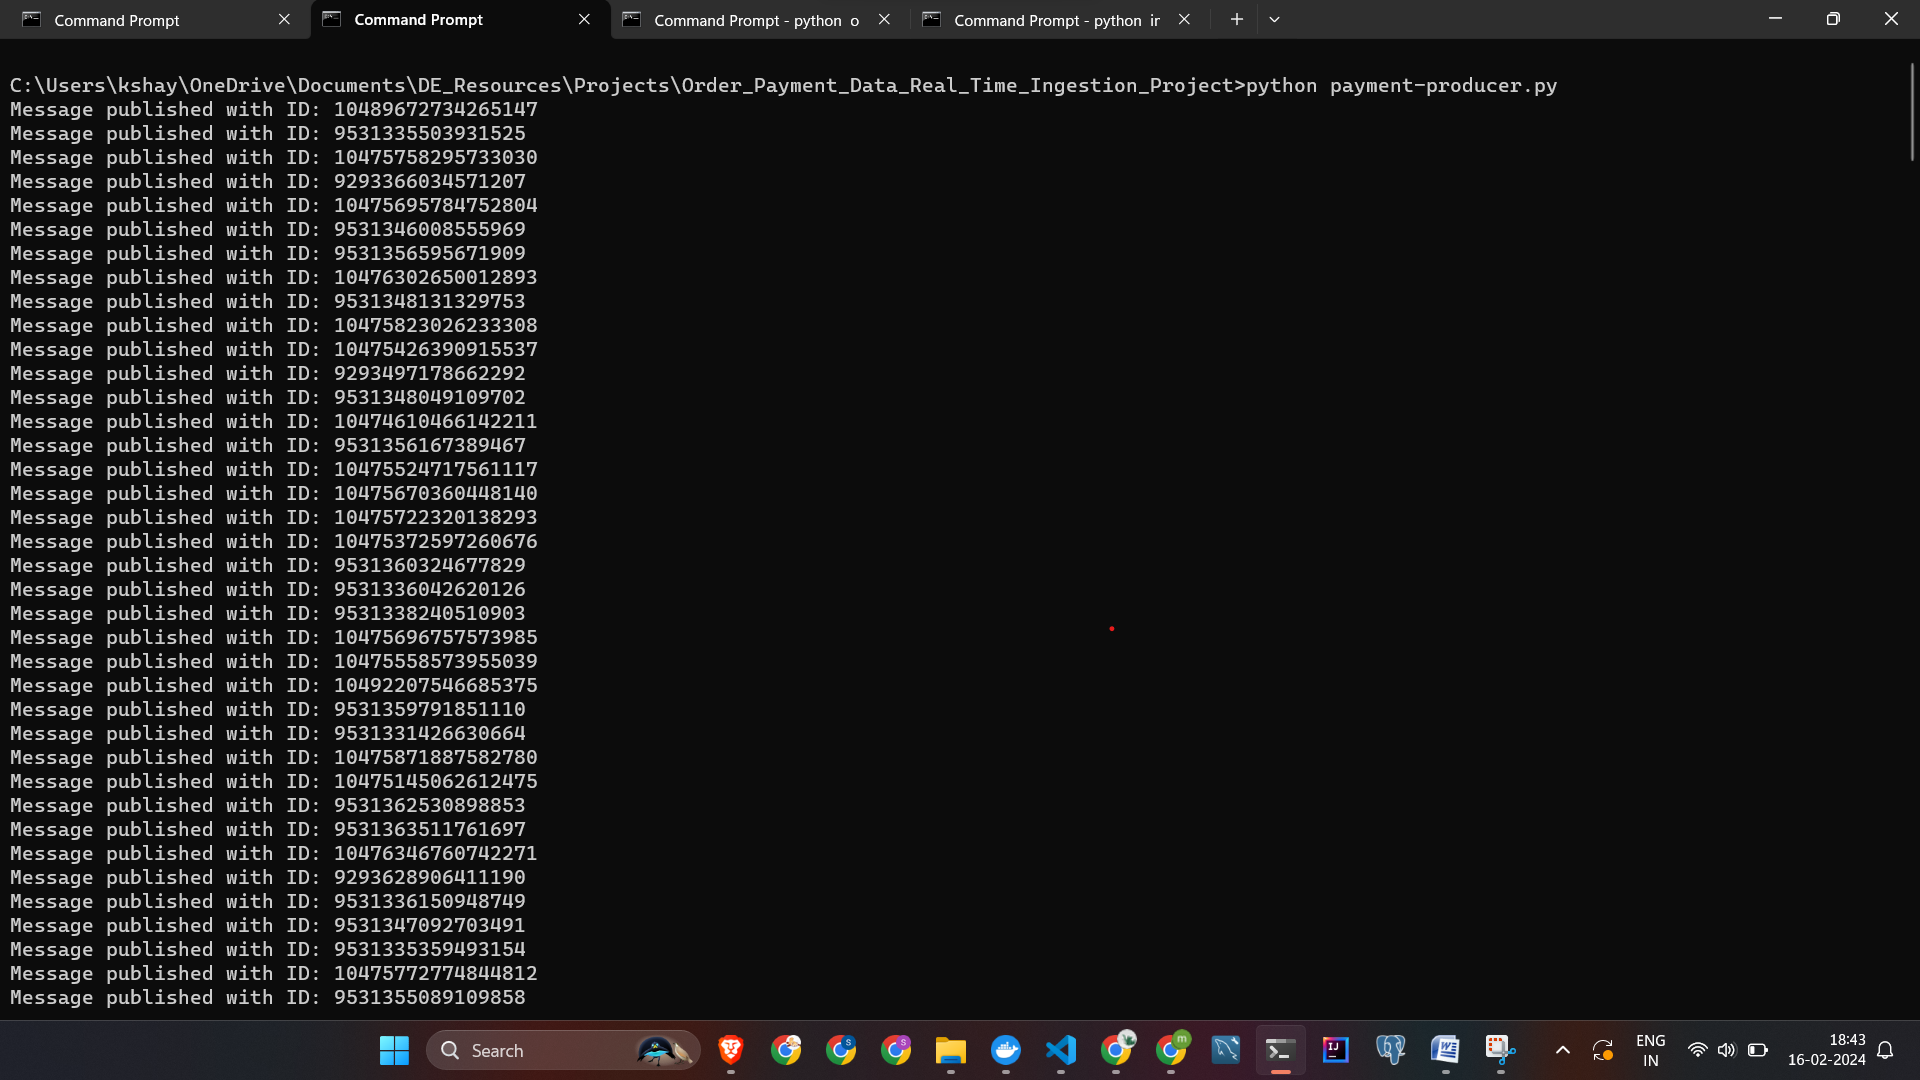 Command Prompt
Command Prompt
Command Prompt - python o
Command Prompt - python ir
C:\Users\kshay\OneDrive\Documents\DE_Resources\Projects\Order_Payment_Data_Real_Time_Ingestion_Project>python payment-producer.py
Message published with ID: 10489672734265147
Message published with ID: 9531335503931525
Message published with ID: 10475758295733030
Message published with ID: 9293366034571207
Message published with ID: 10475695784752804
Message published with ID: 9531346008555969
Message published with ID: 9531356595671909
Message published with ID: 10476302650012893
Message published with ID: 9531348131329753
Message published with ID: 10475823026233308
Message published with ID: 10475426390915537
Message published with ID: 9293497178662292
Message published with ID: 9531348049109702
Message published with ID: 10474610466142211
Message published with ID: 9531356167389467
Message published with ID: 10475524717561117
Message published with ID: 10475670360448140
Message published with ID: 10475722320138293
Message published with ID: 10475372597260676
Message published with ID: 9531360324677829
Message published with ID: 9531336042620126
Message published with ID: 9531338240510903
Message published with ID: 10475696757573985
Message published with ID: 10475558573955039
Message published with ID: 10492207546685375
Message published with ID: 9531359791851110
Message published with ID: 9531331426630664
Message published with ID: 10475871887582780
Message published with ID: 10475145062612475
Message published with ID: 9531362530898853
Message published with ID: 9531363511761697
Message published with ID: 10476346760742271
Message published with ID: 9293628906411190
Message published with ID: 9531336150948749
Message published with ID: 9531347092703491
Message published with ID: 9531335359493154
Message published with ID: 10475772774844812
Message published with ID: 9531355089109858
Search
S
S
m
IJ
ENG
IN
18:43
16-02-2024